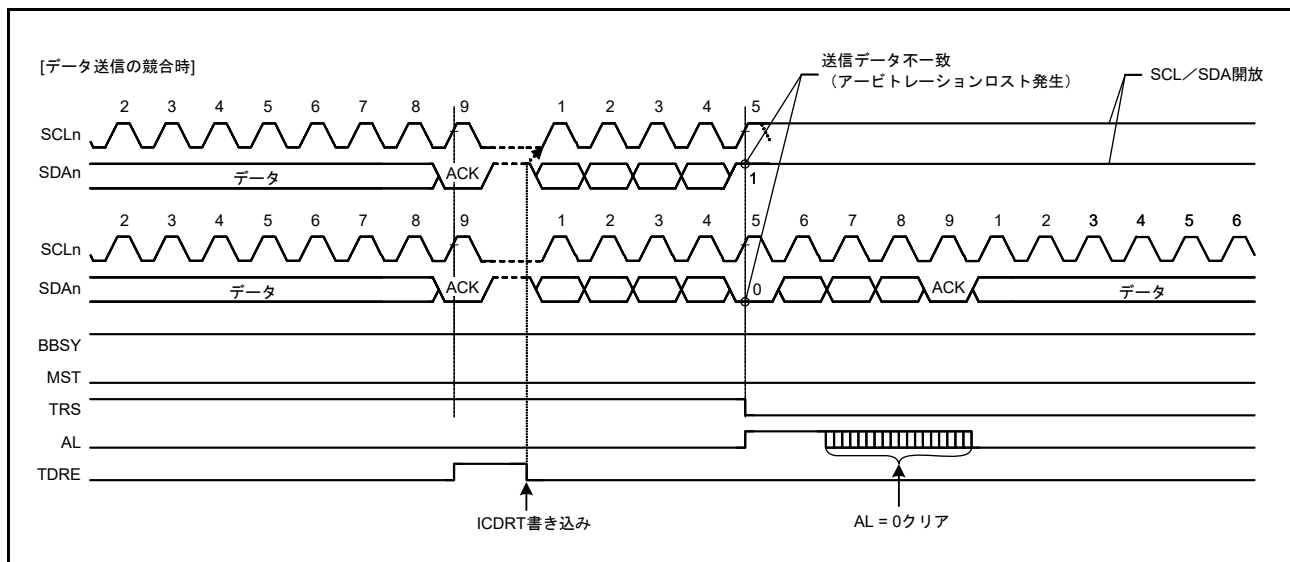 [データ送信の競合時]
送信データ不一致
（アービトレーションロスト発生）
SCL／SDA開放
2 3 4 5 6 7 8 9 1 2 3 4 5
SCLn
SDAn データ ACK 1
2 3 4 5 6 7 8 9 1 2 3 4 5 6 7 8 9 1 2 3 4 5 6
SCLn
SDAn データ ACK 0 ACK データ
BBSY
MST
TRS
AL
TDRE
ICDRT書き込み
AL = 0クリア